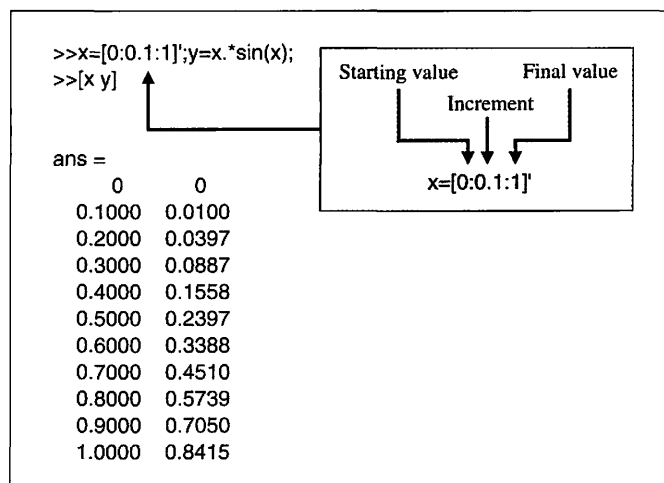 >>x=[0:0.1:1]';y=x.*sin(x);
>>[x y]
Starting value Final value
Increment
x=[0:0.1:1]'
ans =
0 0
0.1000 0.0100
0.2000 0.0397
0.3000 0.0887
0.4000 0.1558
0.5000 0.2397
0.6000 0.3388
0.7000 0.4510
0.8000 0.5739
0.9000 0.7050
1.0000 0.8415